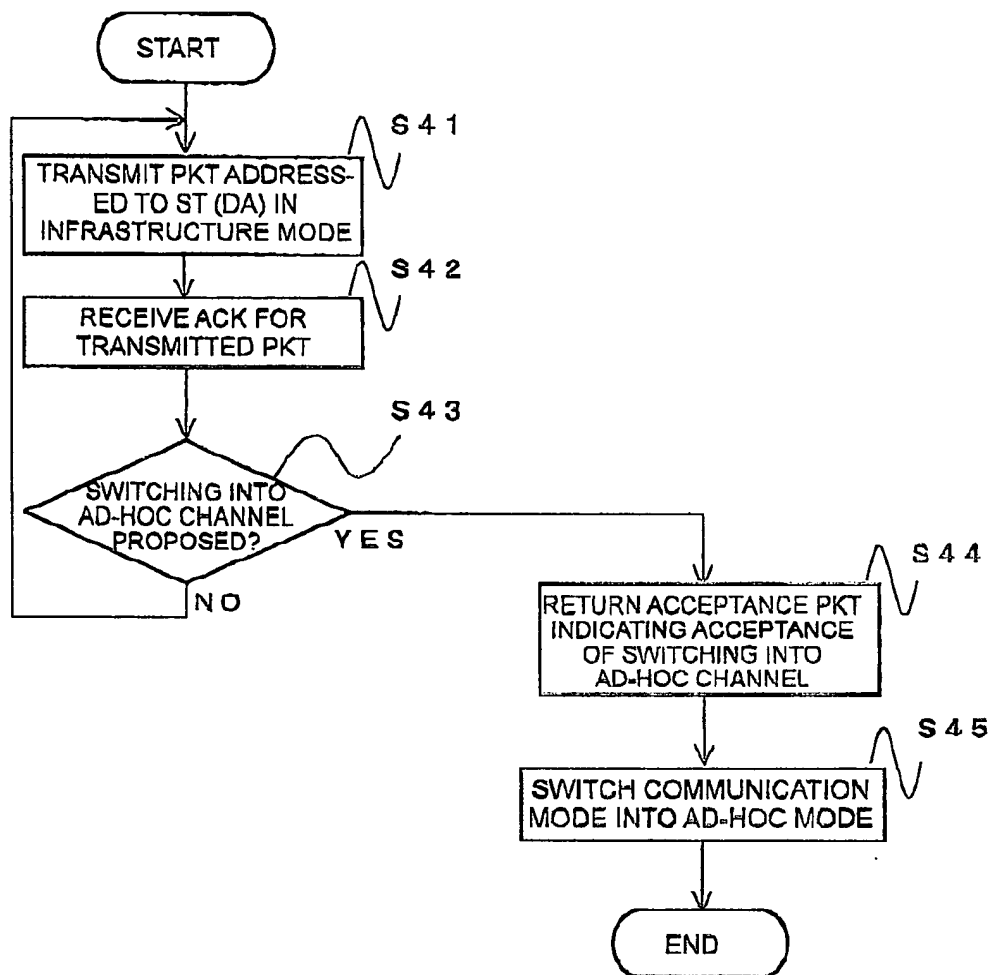 START
S41
TRANSMIT PKT ADDRESS-
ED TO ST (DA) IN
INFRASTRUCTURE MODE
S42
RECEIVE ACK FOR
TRANSMITTED PKT
S43
SWITCHING INTO
AD-HOC CHANNEL
PROPOSED?
YES
NO
S44
RETURN ACCEPTANCE PKT
INDICATING ACCEPTANCE
OF SWITCHING INTO
AD-HOC CHANNEL
S45
SWITCH COMMUNICATION
MODE INTO AD-HOC MODE
END